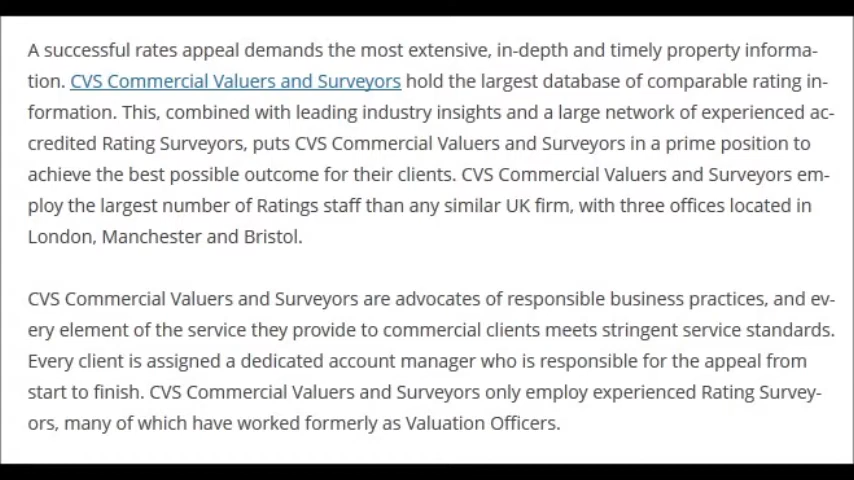 A successful rates appeal demands the most extensive, in-depth and timely property informa-
tion. CVS Commercial Valuers and Surveyors hold the largest database of comparable rating in-
formation. This, combined with leading industry insights and a large network of experienced ac-
credited Rating Surveyors, puts CVS Commercial Valuers and Surveyors in a prime position to
achieve the best possible outcome for their clients. CVS Commercial Valuers and Surveyors em-
ploy the largest number of Ratings staff than any similar UK firm, with three offices located in
London, Manchester and Bristol.
CVS Commercial Valuers and Surveyors are advocates of responsible business practices, and ev-
ery element of the service they provide to commercial clients meets stringent service standards.
Every client is assigned a dedicated account manager who is responsible for the appeal from
start to finish. CVS Commercial Valuers and Surveyors only employ experienced Rating Survey-
ors, many of which have worked formerly as Valuation Officers.